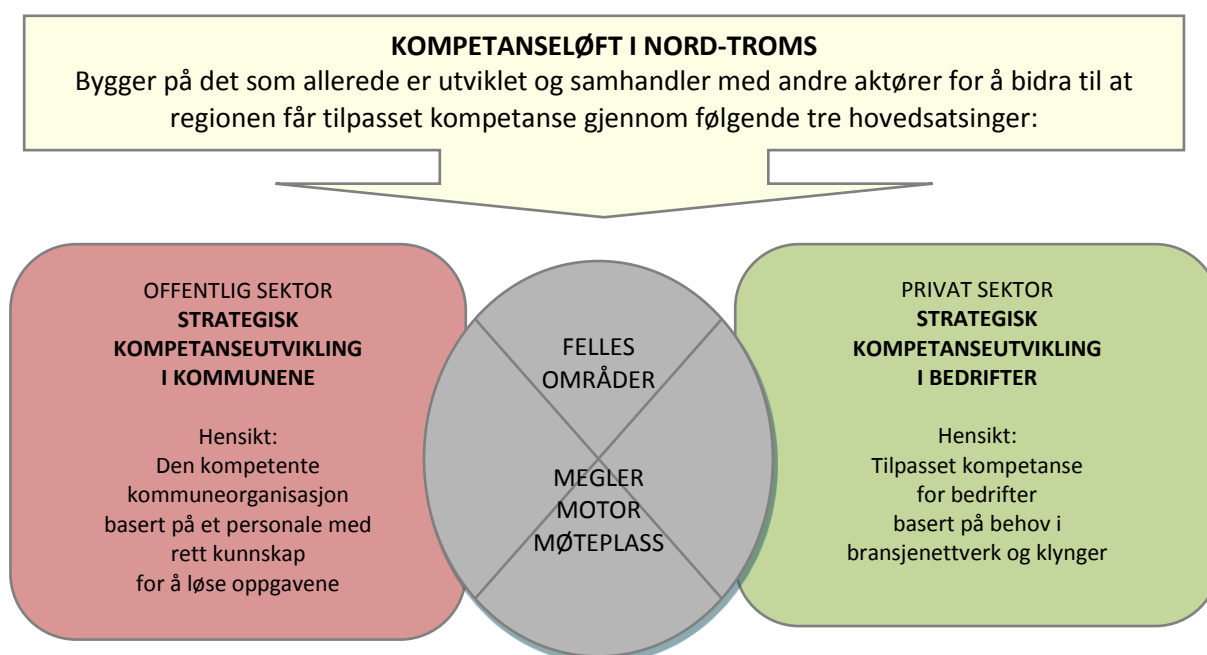 KOMPETANSELØFT I NORD-TROMS
Bygger på det som allerede er utviklet og samhandler med andre aktører for å bidra til at
regionen får tilpasset kompetanse gjennom følgende tre hovedsatsinger:
OFFENTLIG SEKTOR
STRATEGISK
KOMPETANSEUTVIKLING
I KOMMUNENE
Hensikt:
Den kompetente
kommuneorganisasjon
basert på et personale med
rett kunnskap
for å løse oppgavene
FELLES
OMRÅDER
MEGLER
MOTOR
MØTEPLASS
PRIVAT SEKTOR
STRATEGISK
KOMPETANSEUTVIKLING
I BEDRIFTER
Hensikt:
Tilpasset kompetanse
for bedrifter
basert på behov i
bransjenettverk og klynger